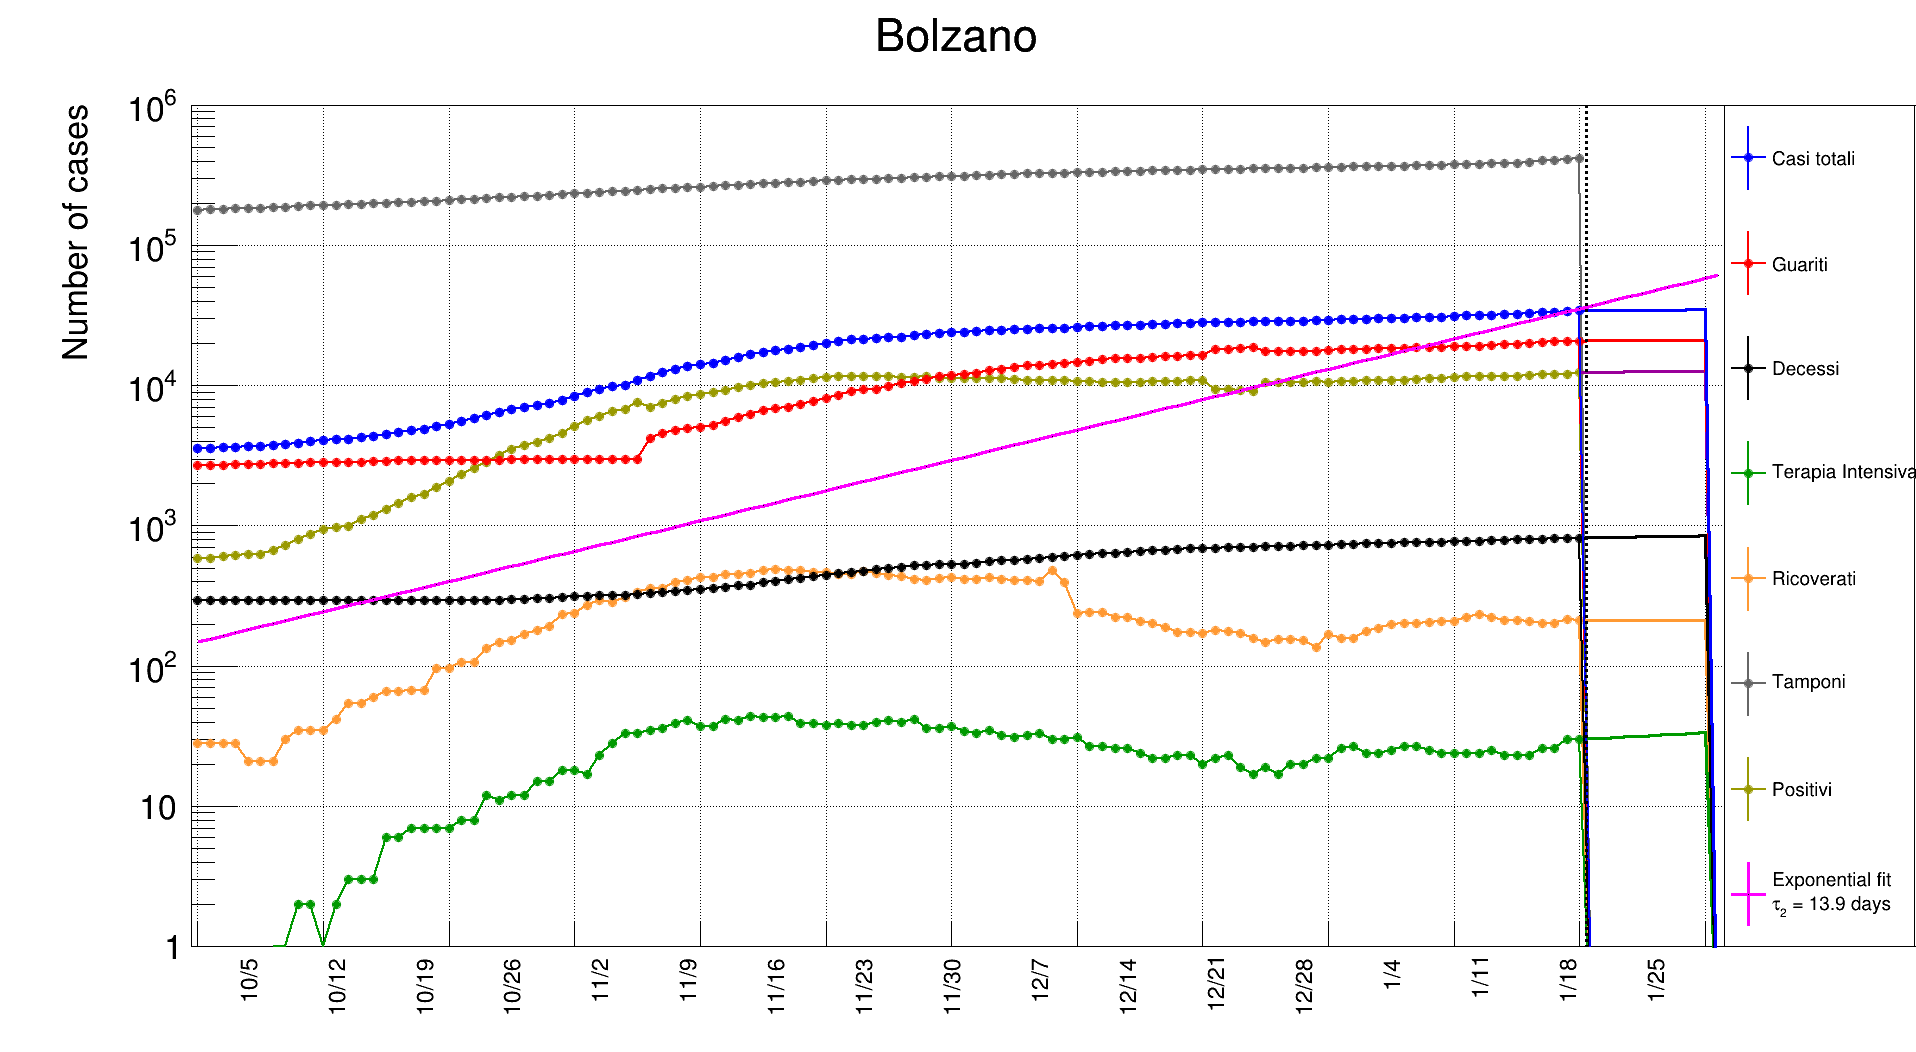 Bolzano
Number of cases
10^6
10^5
10^4
10^3
10^2
10
1
10/5
10/12
10/19
10/26
11/2
11/9
11/16
11/23
11/30
12/7
12/14
12/21
12/28
1/4
1/11
1/18
1/25
Casi totali
Guariti
Decessi
Terapia Intensiva
Ricoverati
Tamponi
Positivi
Exponential fit
τ₂ = 13.9 days